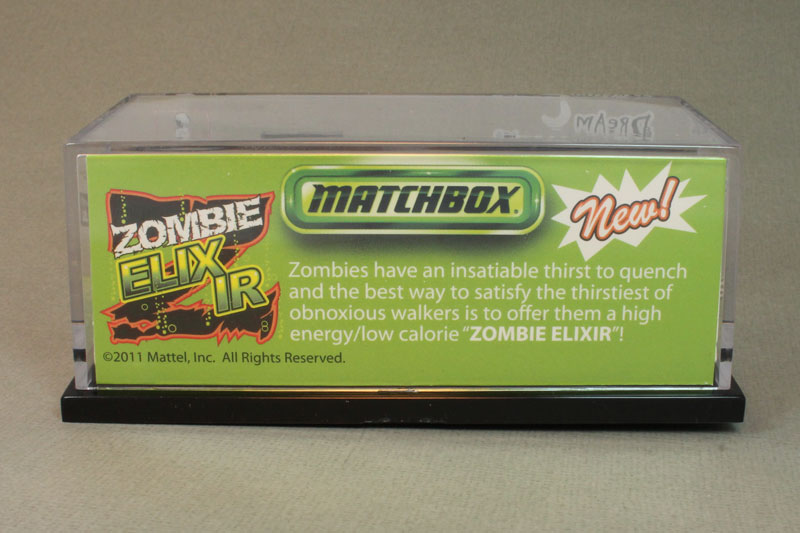 DREAM
MATCHBOX®
New!
ZOMBIE
ELIX
IR
Zombies have an insatiable thirst to quench
and the best way to satisfy the thirstiest of
obnoxious walkers is to offer them a high
energy/low calorie "ZOMBIE ELIXIR"!
©2011 Mattel, Inc. All Rights Reserved.